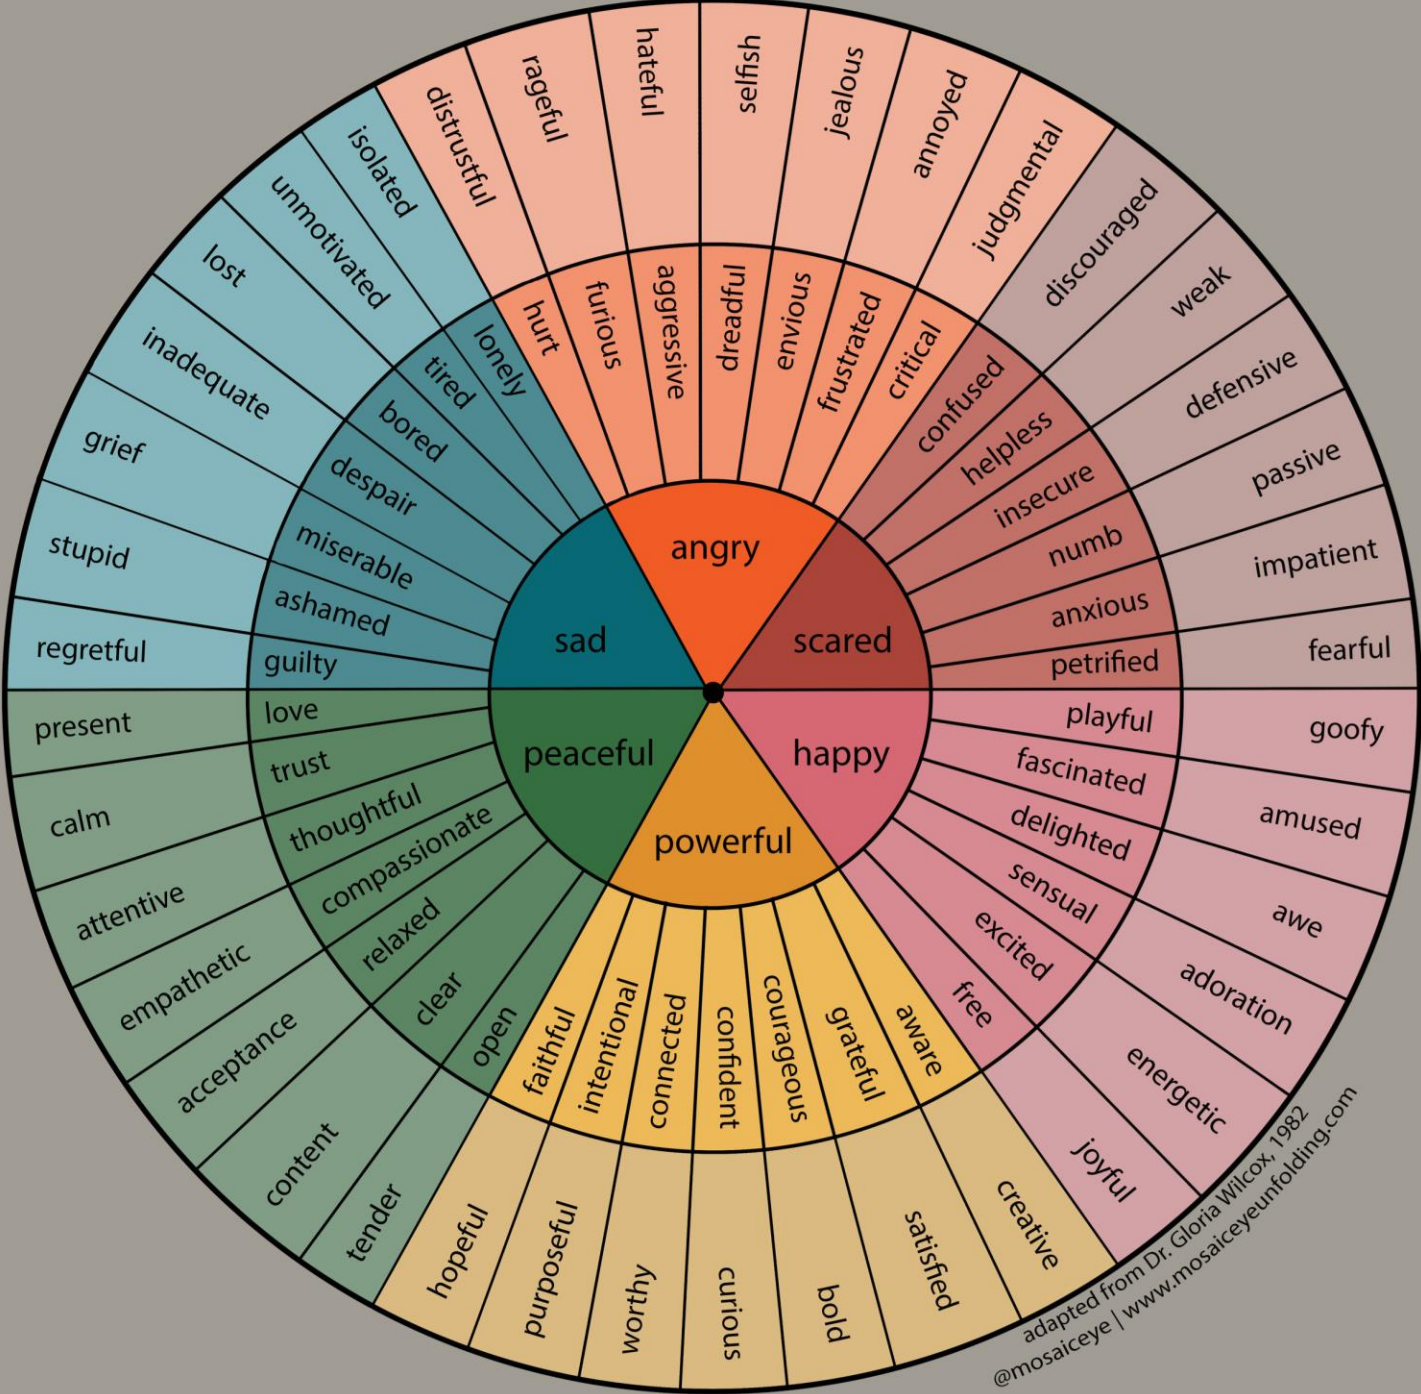 angry
scared
happy
powerful
peaceful
sad
hurt
furious
aggressive
dreadful
envious
frustrated
critical
confused
helpless
insecure
numb
anxious
petrified
playful
fascinated
delighted
sensual
excited
free
aware
grateful
courageous
confident
connected
intentional
faithful
open
clear
relaxed
compassionate
thoughtful
trust
love
guilty
ashamed
miserable
despair
bored
tired
lonely
distrustful
rageful
hateful
selfish
jealous
annoyed
judgmental
discouraged
weak
defensive
passive
impatient
fearful
goofy
amused
awe
adoration
energetic
joyful
creative
satisfied
bold
curious
worthy
purposeful
hopeful
tender
content
acceptance
empathetic
attentive
calm
present
regretful
stupid
grief
inadequate
lost
unmotivated
isolated
adapted from Dr. Gloria Wilcox, 1982
@mosaiceye | www.mosaiceyeunfolding.com